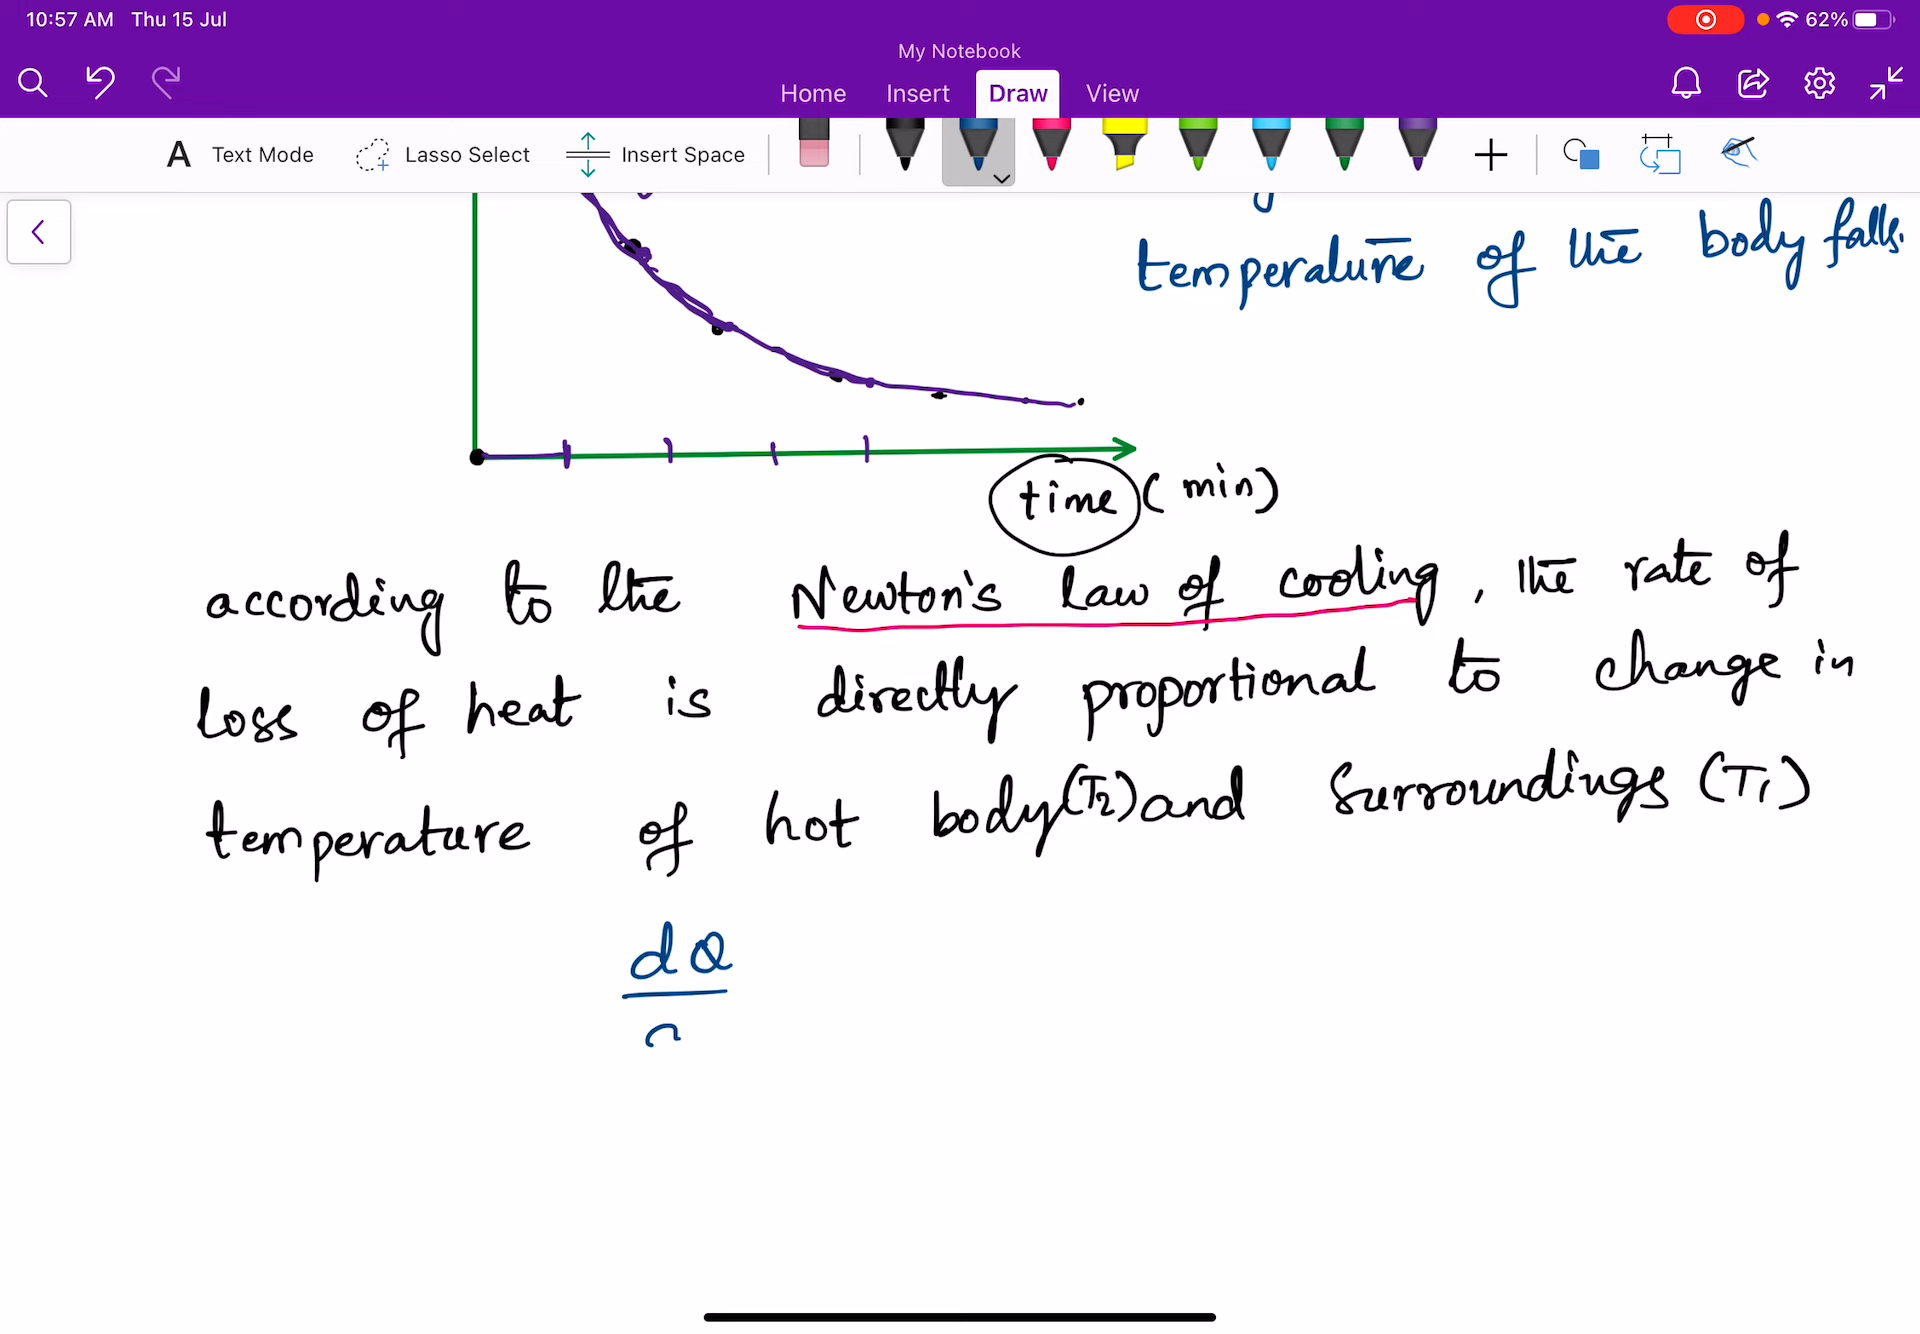 10:57 AM Thu 15 Jul
62%
My Notebook
Home Insert Draw View
A Text Mode Lasso Select Insert Space
temperature of the body falls.
time (min)
according to the Newton's law of cooling, the rate of
loss of heat is directly proportional to change in
temperature of hot body (T2) and surroundings (T1)
dQ